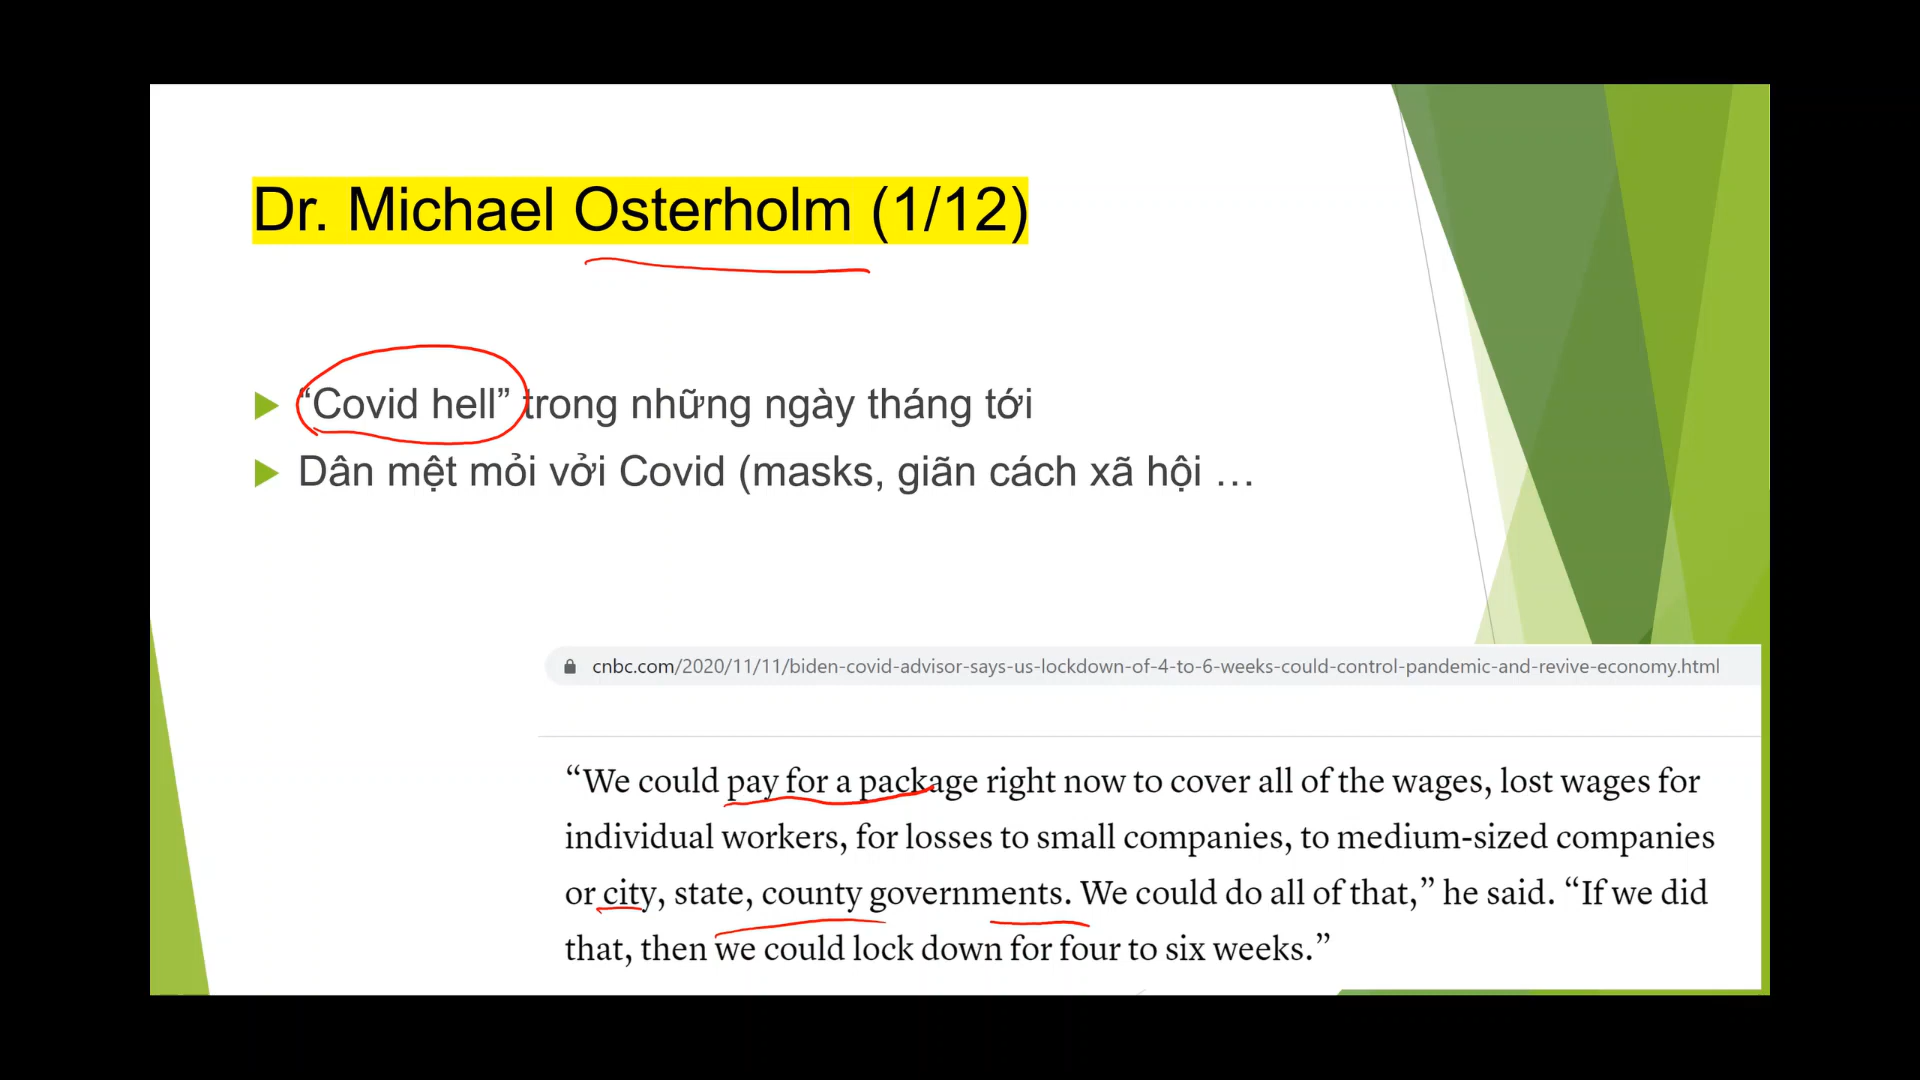 Dr. Michael Osterholm (1/12)
“Covid hell” trong những ngày tháng tới
Dân mệt mỏi vởi Covid (masks, giãn cách xã hội …
cnbc.com/2020/11/11/biden-covid-advisor-says-us-lockdown-of-4-to-6-weeks-could-control-pandemic-and-revive-economy.html
“We could pay for a package right now to cover all of the wages, lost wages for
individual workers, for losses to small companies, to medium-sized companies
or city, state, county governments. We could do all of that,” he said. “If we did
that, then we could lock down for four to six weeks.”